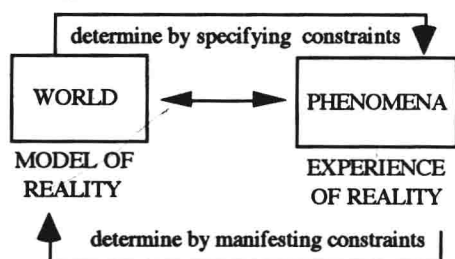 determine by specifying constraints
WORLD
PHENOMENA
MODEL OF
REALITY
EXPERIENCE
OF REALITY
determine by manifesting constraints